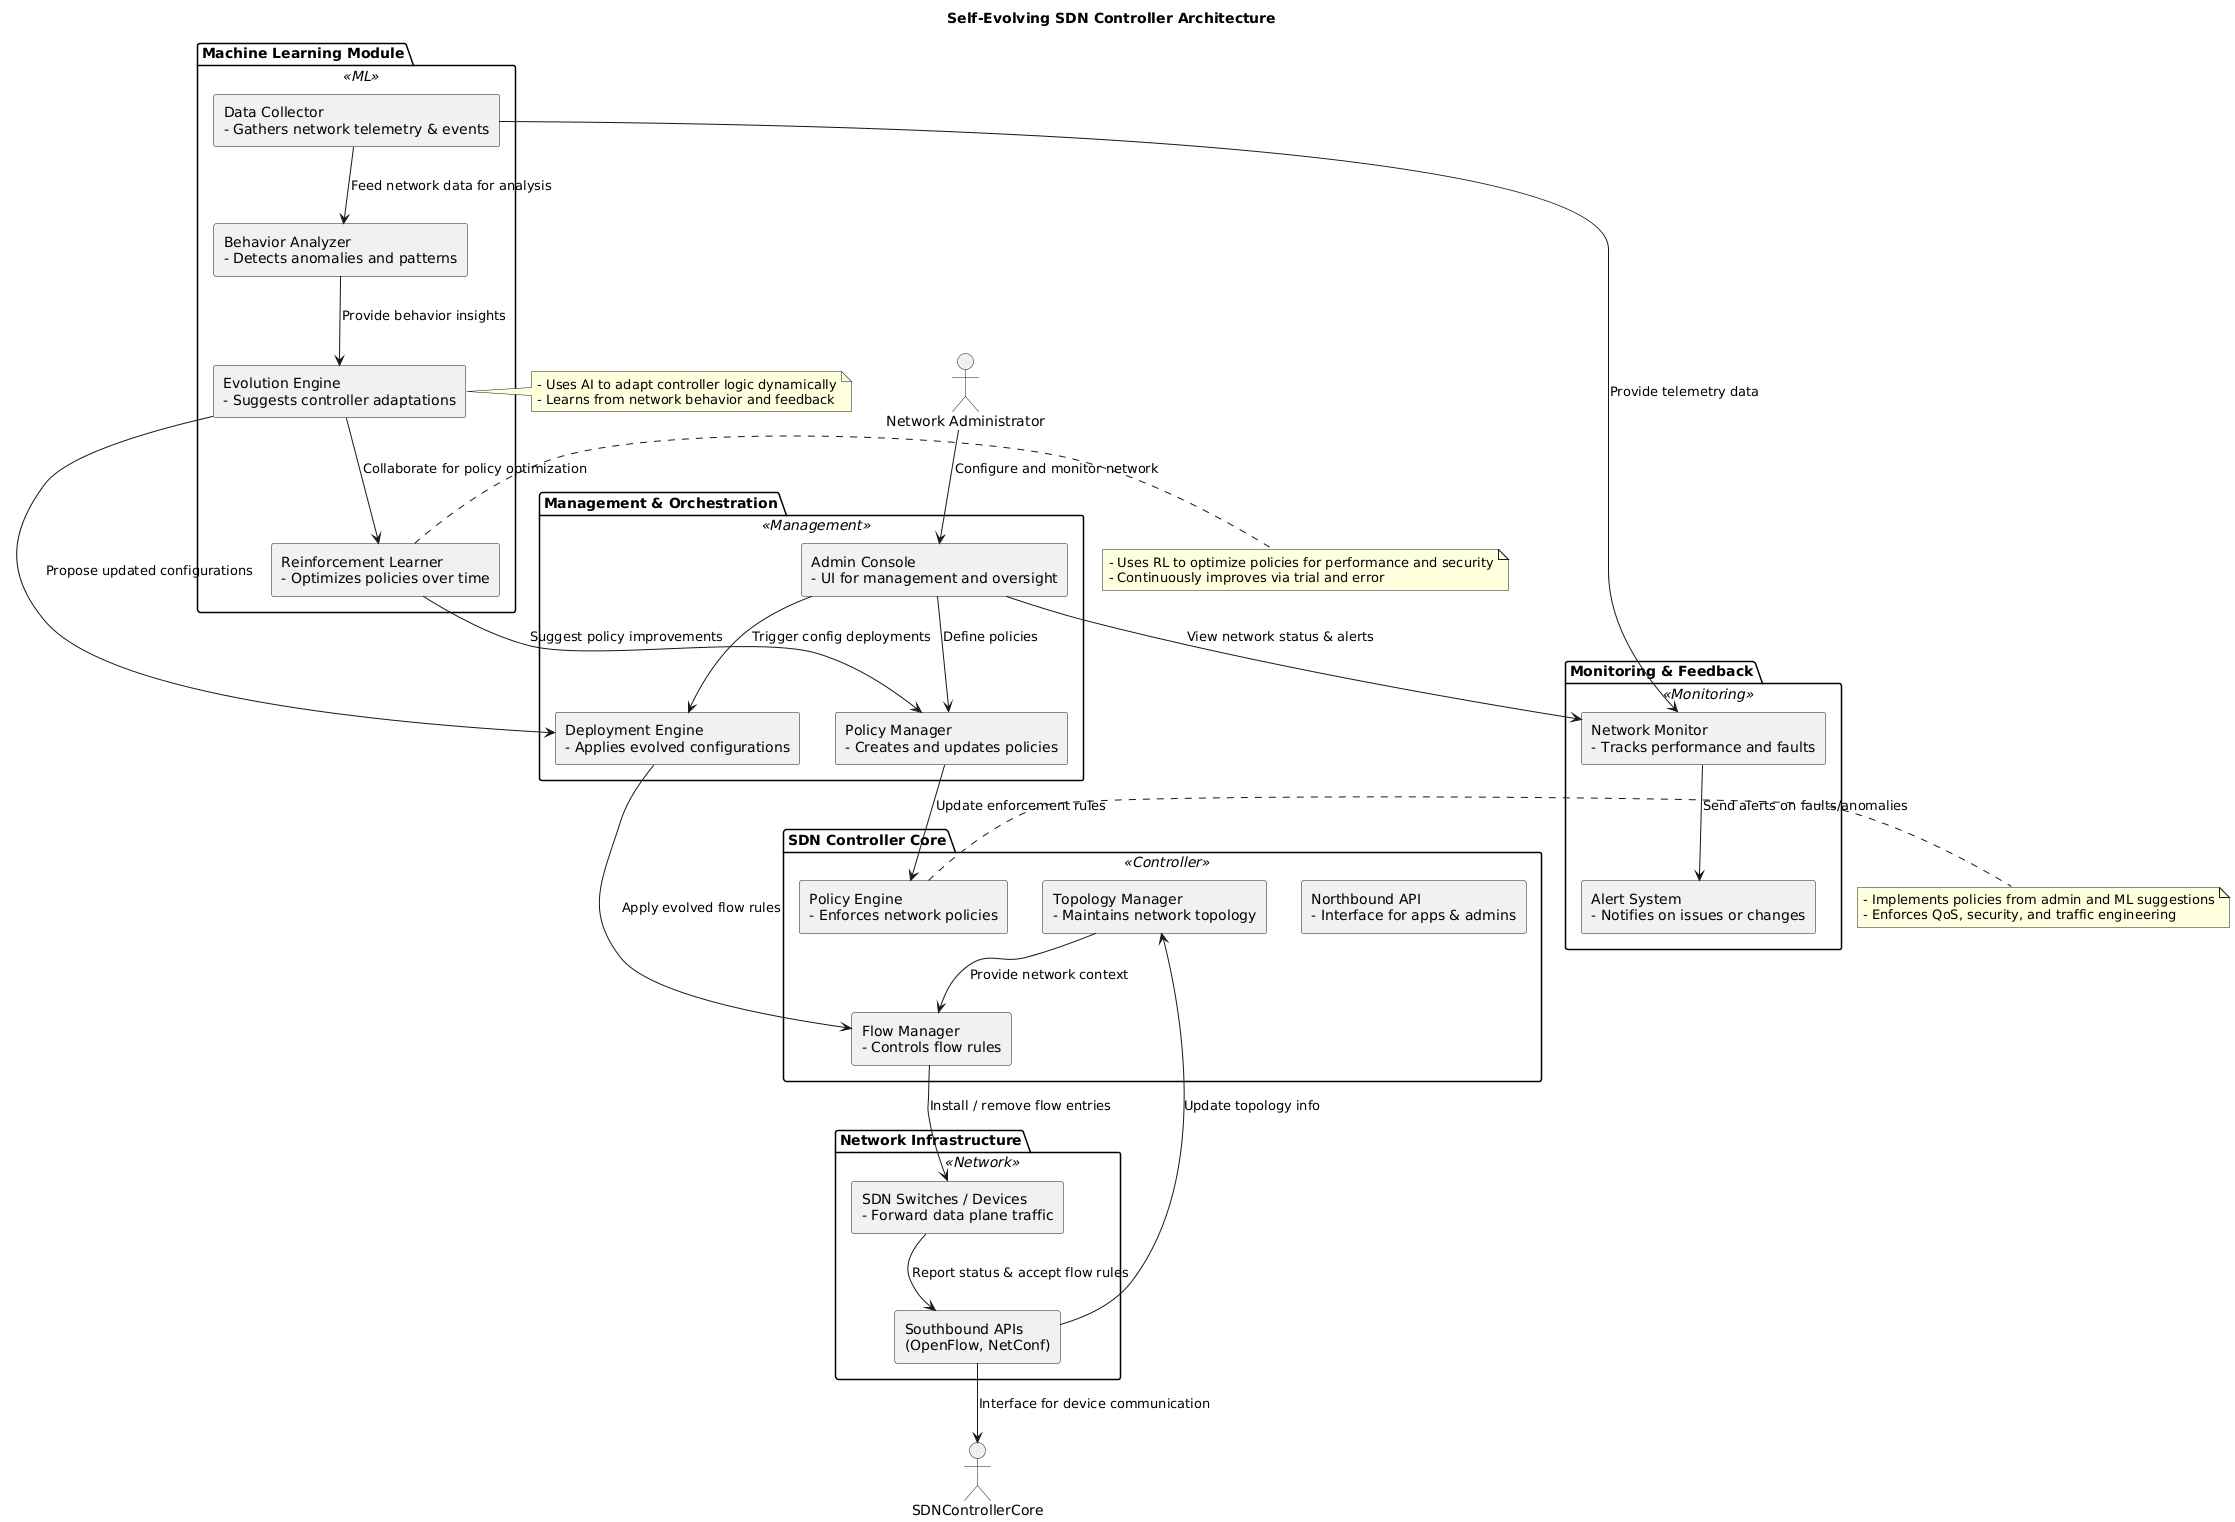 Self-Evolving SDN Controller Architecture
Machine Learning Module
«ML»
Data Collector
- Gathers network telemetry & events
Feed network data for analysis
Behavior Analyzer
- Detects anomalies and patterns
Provide behavior insights
Evolution Engine
- Suggests controller adaptations
- Uses AI to adapt controller logic dynamically
- Learns from network behavior and feedback
Network Administrator
Provide telemetry data
Collaborate for policy optimization
Configure and monitor network
Management & Orchestration
«Management»
Propose updated configurations
Reinforcement Learner
- Optimizes policies over time
Admin Console
- UI for management and oversight
- Uses RL to optimize policies for performance and security
- Continuously improves via trial and error
Suggest policy improvements
Trigger config deployments
Define policies
View network status & alerts
Monitoring & Feedback
«Monitoring»
Deployment Engine
- Applies evolved configurations
Policy Manager
- Creates and updates policies
Network Monitor
- Tracks performance and faults
Update enforcement rules
Send alerts on faults/anomalies
SDN Controller Core
«Controller»
Policy Engine
- Enforces network policies
Topology Manager
- Maintains network topology
Northbound API
- Interface for apps & admins
Alert System
- Notifies on issues or changes
- Implements policies from admin and ML suggestions
- Enforces QoS, security, and traffic engineering
Apply evolved flow rules
Provide network context
Flow Manager
- Controls flow rules
Install / remove flow entries
Update topology info
Network Infrastructure
«Network»
SDN Switches / Devices
- Forward data plane traffic
Report status & accept flow rules
Southbound APIs
(OpenFlow, NetConf)
Interface for device communication
SDNControllerCore